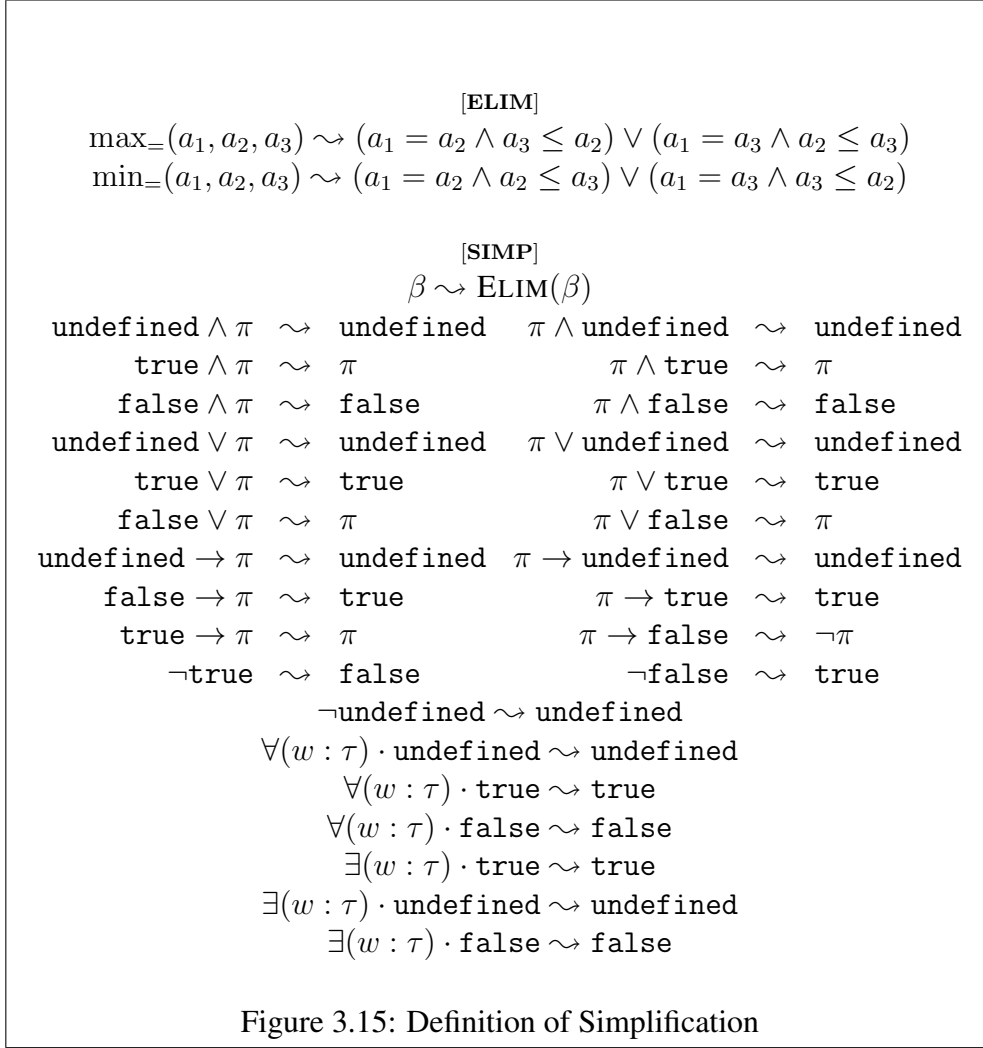 [ELIM]
max₌(a₁, a₂, a₃) ⇝ (a₁ = a₂ ∧ a₃ ≤ a₂) ∨ (a₁ = a₃ ∧ a₂ ≤ a₃)
min₌(a₁, a₂, a₃) ⇝ (a₁ = a₂ ∧ a₂ ≤ a₃) ∨ (a₁ = a₃ ∧ a₃ ≤ a₂)
[SIMP]
β ⇝ ELIM(β)
undefined ∧ π ⇝ undefined π ∧ undefined ⇝ undefined
true ∧ π ⇝ π π ∧ true ⇝ π
false ∧ π ⇝ false π ∧ false ⇝ false
undefined ∨ π ⇝ undefined π ∨ undefined ⇝ undefined
true ∨ π ⇝ true π ∨ true ⇝ true
false ∨ π ⇝ π π ∨ false ⇝ π
undefined → π ⇝ undefined π → undefined ⇝ undefined
false → π ⇝ true π → true ⇝ true
true → π ⇝ π π → false ⇝ ¬π
¬true ⇝ false ¬false ⇝ true
¬undefined ⇝ undefined
∀(w : τ) · undefined ⇝ undefined
∀(w : τ) · true ⇝ true
∀(w : τ) · false ⇝ false
∃(w : τ) · true ⇝ true
∃(w : τ) · undefined ⇝ undefined
∃(w : τ) · false ⇝ false
Figure 3.15: Definition of Simplification